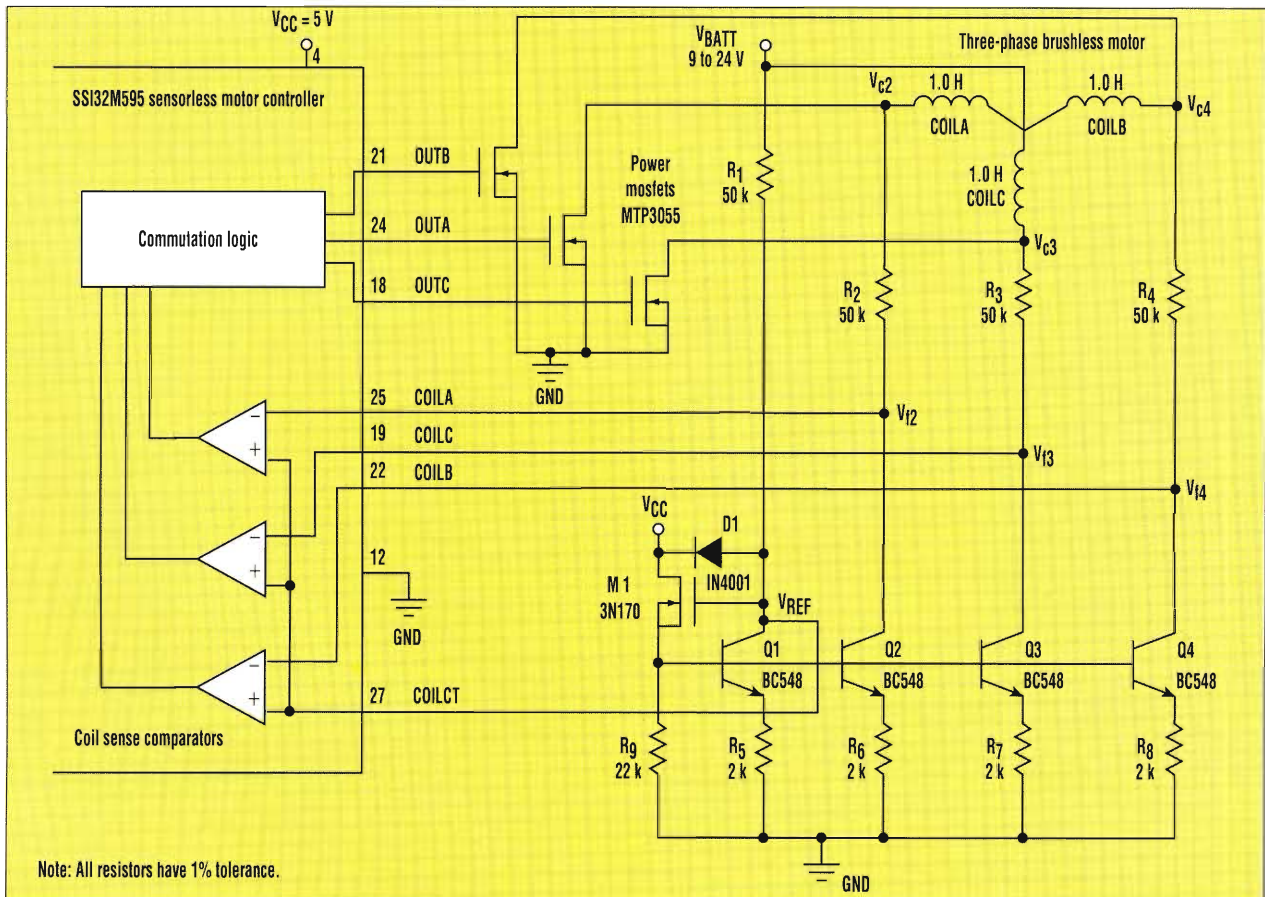 VCC = 5 V
4
SSI32M595 sensorless motor controller
VBATT
9 to 24 V
Three-phase brushless motor
1.0 H
COILA
1.0 H
COILB
Vc2
Vc4
21 OUTB
Power
mosfets
MTP3055
R1
50 k
1.0 H
COILC
Commutation logic
24 OUTA
18 OUTC
Vc3
R2
50 k
R3
50 k
R4
50 k
GND
25 COILA
Vf2
19 COILC
Vf3
22 COILB
Vf4
-
+
-
+
-
+
12
GND
VCC
D1
IN4001
M 1
3N170
VREF
Q1
BC548
Q2
BC548
Q3
BC548
Q4
BC548
27 COILCT
Coil sense comparators
R9
22 k
R5
2 k
R6
2 k
R7
2 k
R8
2 k
GND
Note: All resistors have 1% tolerance.